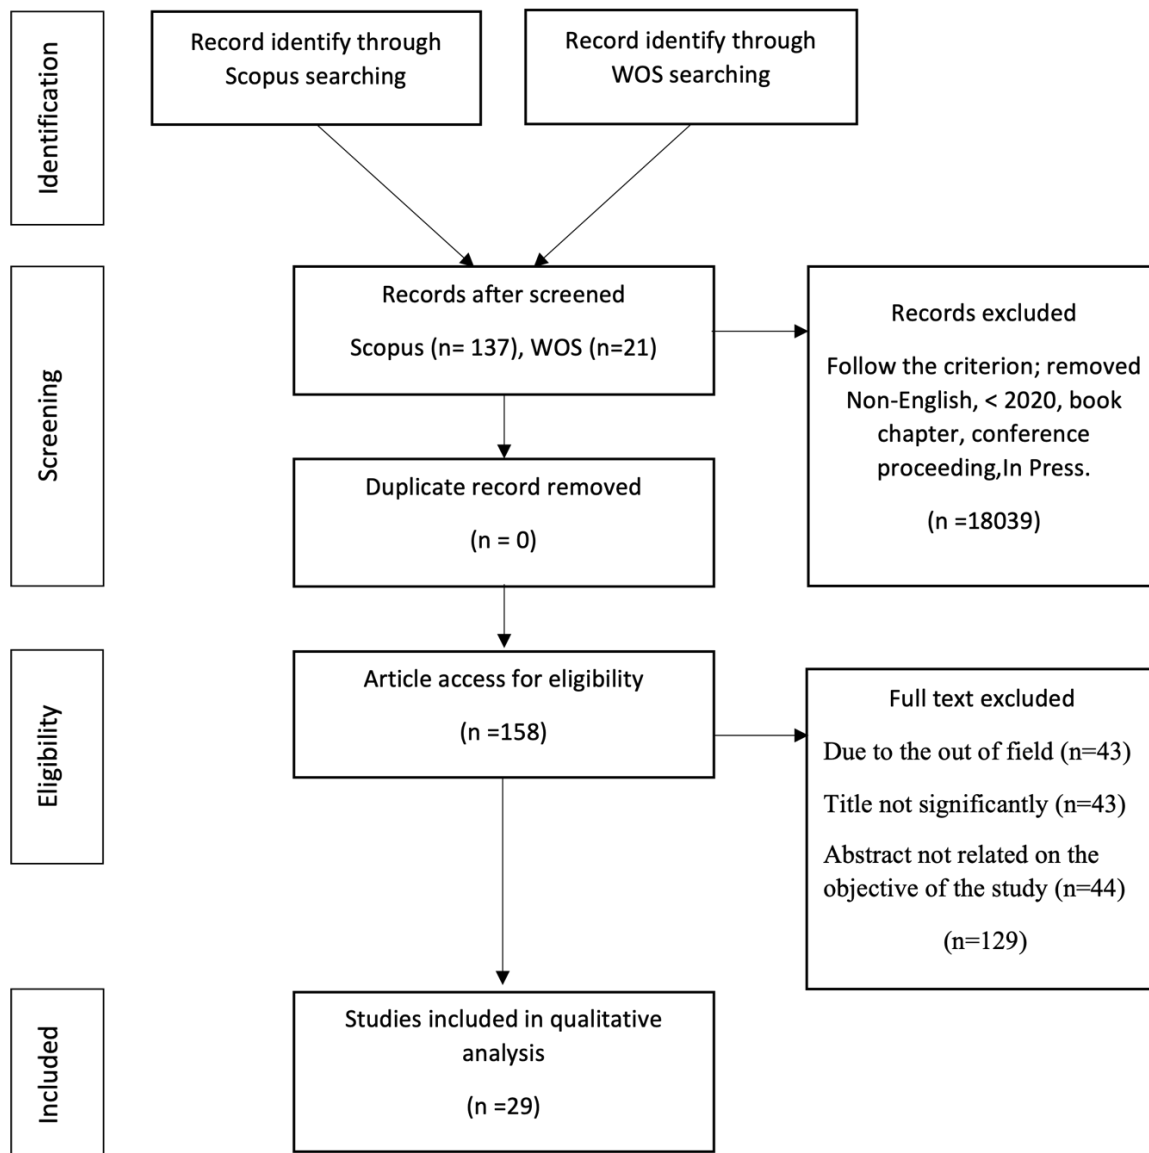 Identification
Record identify through
Scopus searching
Record identify through
WOS searching
Screening
Records after screened
Scopus (n= 137), WOS (n=21)
Records excluded
Follow the criterion; removed
Non-English, < 2020, book
chapter, conference
proceeding,In Press.
(n =18039)
Duplicate record removed
(n = 0)
Eligibility
Article access for eligibility
(n =158)
Full text excluded
Due to the out of field (n=43)
Title not significantly (n=43)
Abstract not related on the
objective of the study (n=44)
(n=129)
Included
Studies included in qualitative
analysis
(n =29)